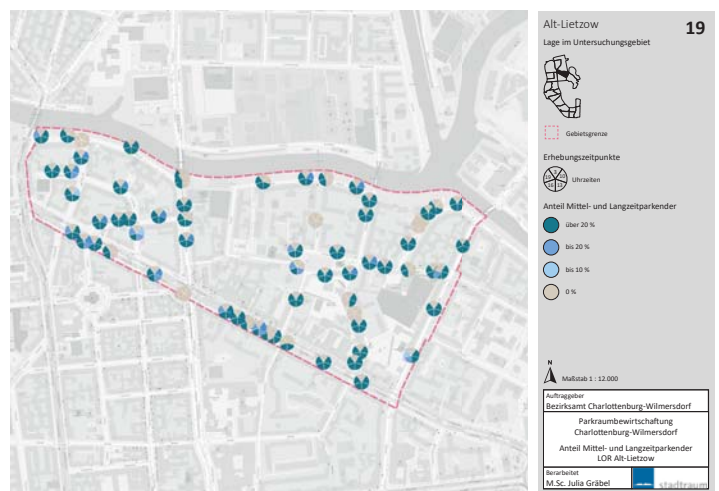 Alt-Lietzow
19
Lage im Untersuchungsgebiet
Gebietsgrenze
Erhebungszeitpunkte
Uhrzeiten
Anteil Mittel- und Langzeitparkender
über 20 %
bis 20 %
bis 10 %
0 %
N
Maßstab 1 : 12.000
Auftraggeber
Bezirksamt Charlottenburg-Wilmersdorf
Parkraumbewirtschaftung
Charlottenburg-Wilmersdorf
Anteil Mittel- und Langzeitparkender
LOR Alt-Lietzow
Berarbeitet
M.Sc. Julia Gräbel
stadtraum